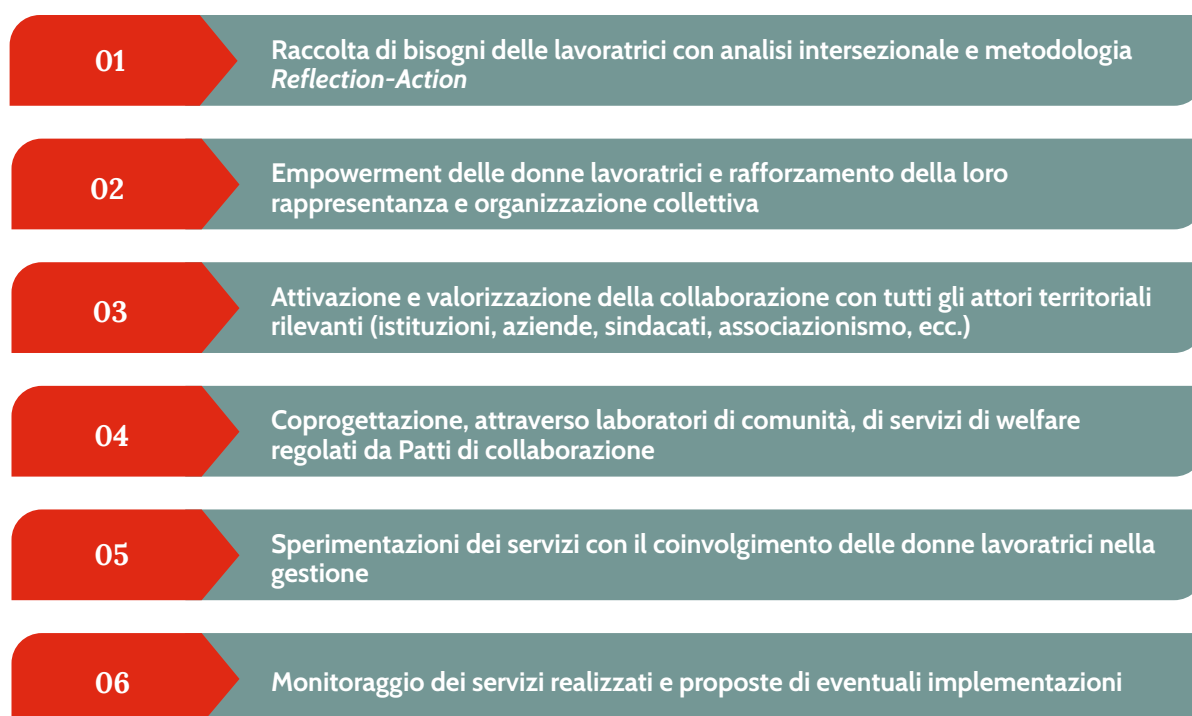 01
Raccolta di bisogni delle lavoratrici con analisi intersezionale e metodologia
Reflection-Action
02
Empowerment delle donne lavoratrici e rafforzamento della loro
rappresentanza e organizzazione collettiva
03
Attivazione e valorizzazione della collaborazione con tutti gli attori territoriali
rilevanti (istituzioni, aziende, sindacati, associazionismo, ecc.)
04
Coprogettazione, attraverso laboratori di comunità, di servizi di welfare
regolati da Patti di collaborazione
05
Sperimentazioni dei servizi con il coinvolgimento delle donne lavoratrici nella
gestione
06
Monitoraggio dei servizi realizzati e proposte di eventuali implementazioni